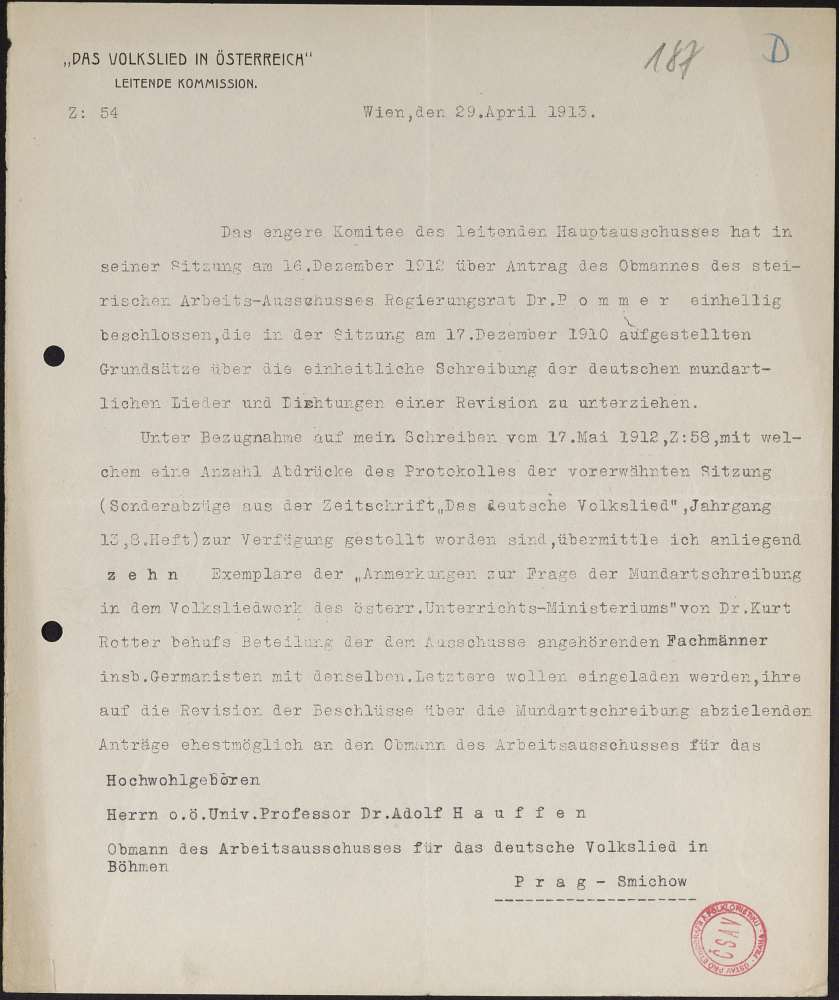 „DAS VOLKSLIED IN ÖSTERREICH"
LEITENDE KOMMISSION.
187
D
Z: 54
Wien,den 29.April 1913.
Das engere Komitee des leitenden Hauptausschusses hat in
seiner Sitzung am 16.Dezember 1912 über Antrag des Obmannes des stei-
rischen Arbeits-Ausschusses Regierungsrat Dr.P o m m e r einhellig
beschlossen,die in der Sitzung am 17.Dezember 1910 aufgestellten
Grundsätze über die einheitliche Schreibung der deutschen mundart-
lichen Lieder und Dichtungen einer Revision zu unterziehen.
Unter Bezugnahme auf mein Schreiben vom 17.Mai 1912,Z:58,mit wel-
chem eine Anzahl Abdrücke des Protokolles der vorerwähnten Sitzung
(Sonderabzüge aus der Zeitschrift„Das deutsche Volkslied",Jahrgang
13,8.Heft)zur Verfügung gestellt worden sind,übermittle ich anliegend
z e h n Exemplare der „Anmerkungen zur Frage der Mundartschreibung
in dem Volksliedwerk des österr.Unterrichts-Ministeriums"von Dr.Kurt
Rotter behufs Beteilung der dem Ausschusse angehörenden Fachmänner
insb.Germanisten mit denselben.Letztere wollen eingeladen werden,ihre
auf die Revision der Beschlüsse über die Mundartschreibung abzielenden
Anträge ehestmöglich an den Obmann des Arbeitsausschusses für das
Hochwohlgeboren
Herrn o.ö.Univ.Professor Dr.Adolf H a u f f e n
Obmann des Arbeitsausschusses für das deutsche Volkslied in
Böhmen
P r a g - Smichow
ČSAV